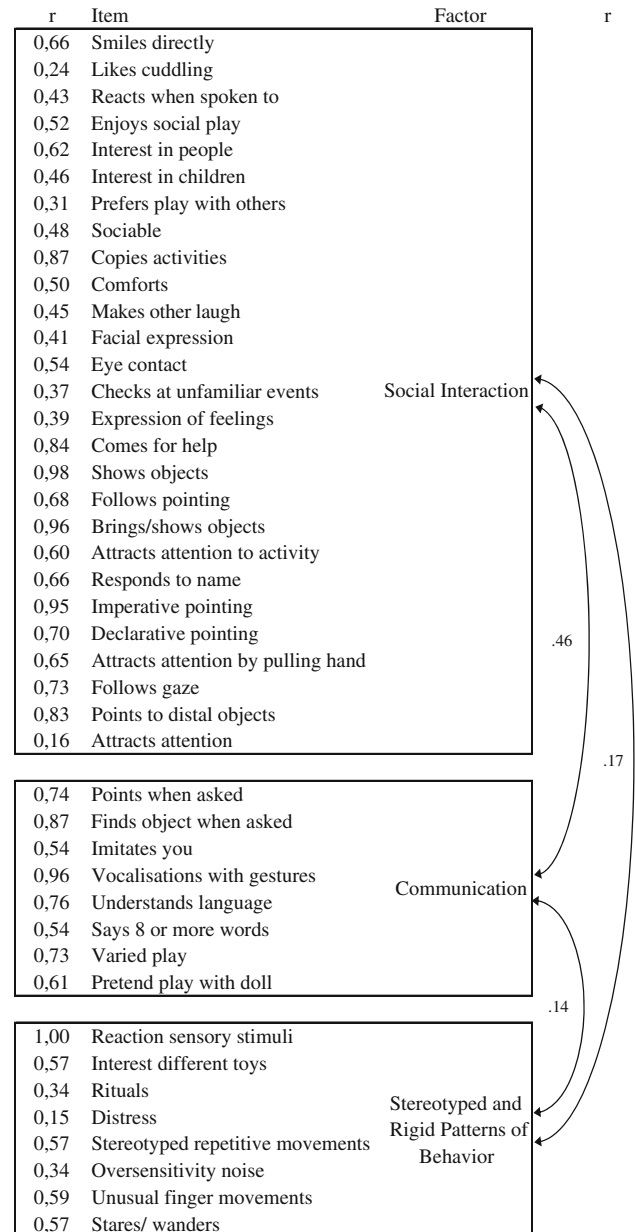 r Item Factor r
0,66 Smiles directly
0,24 Likes cuddling
0,43 Reacts when spoken to
0,52 Enjoys social play
0,62 Interest in people
0,46 Interest in children
0,31 Prefers play with others
0,48 Sociable
0,87 Copies activities
0,50 Comforts
0,45 Makes other laugh
0,41 Facial expression
0,54 Eye contact
0,37 Checks at unfamiliar events Social Interaction
0,39 Expression of feelings
0,84 Comes for help
0,98 Shows objects
0,68 Follows pointing
0,96 Brings/shows objects
0,60 Attracts attention to activity
0,66 Responds to name
0,95 Imperative pointing
0,70 Declarative pointing
.46
0,65 Attracts attention by pulling hand
0,73 Follows gaze
0,83 Points to distal objects
0,16 Attracts attention
.17
0,74 Points when asked
0,87 Finds object when asked
0,54 Imitates you
0,96 Vocalisations with gestures
Communication
0,76 Understands language
0,54 Says 8 or more words
0,73 Varied play
0,61 Pretend play with doll
.14
1,00 Reaction sensory stimuli
0,57 Interest different toys
0,34 Rituals
Stereotyped and
0,15 Distress
Rigid Patterns of
0,57 Stereotyped repetitive movements
Behavior
0,34 Oversensitivity noise
0,59 Unusual finger movements
0,57 Stares/ wanders